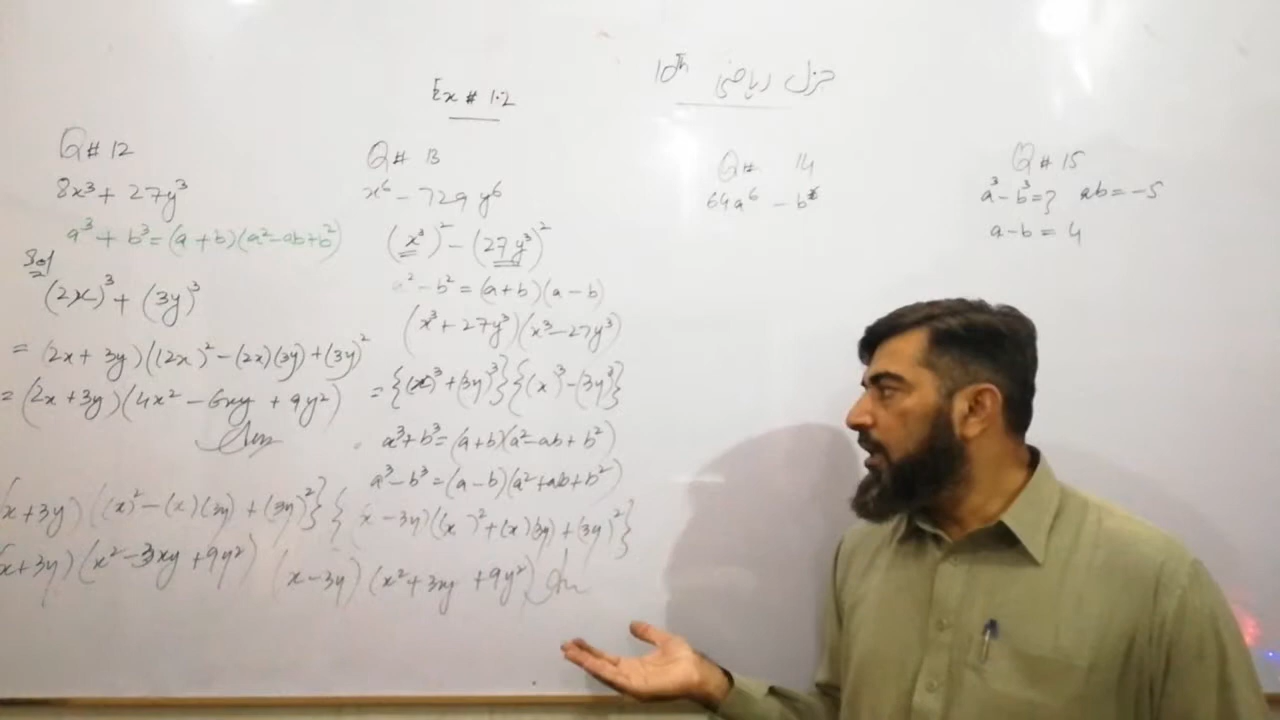 10th جنرل ریاضی
Ex # 1.2
Q # 12
8x³ + 27y³
a³ + b³ = (a + b)(a² - ab + b²)
Sol
(2x)³ + (3y)³
= (2x + 3y)((2x)² - (2x)(3y) + (3y)²
= (2x + 3y)(4x² - 6xy + 9y²)
Ans
Q # 13
x⁶ - 729y⁶
(x³)² - (27y³)²
a² - b² = (a + b)(a - b)
(x³ + 27y³)(x³ - 27y³)
= {(x)³ + (3y)³}{(x)³ - (3y)³}
a³ + b³ = (a + b)(a² - ab + b²)
a³ - b³ = (a - b)(a² + ab + b²)
{x + 3y)((x)² - (x)(3y) + (3y)²}{x - 3y)((x)² + (x)(3y) + (3y)²}
x + 3y)(x² - 3xy + 9y²)(x - 3y)(x² + 3xy + 9y²) Ans
Q # 14
64a⁶ - b⁶
Q # 15
a³ - b³ = ? ab = -5
a - b = 4